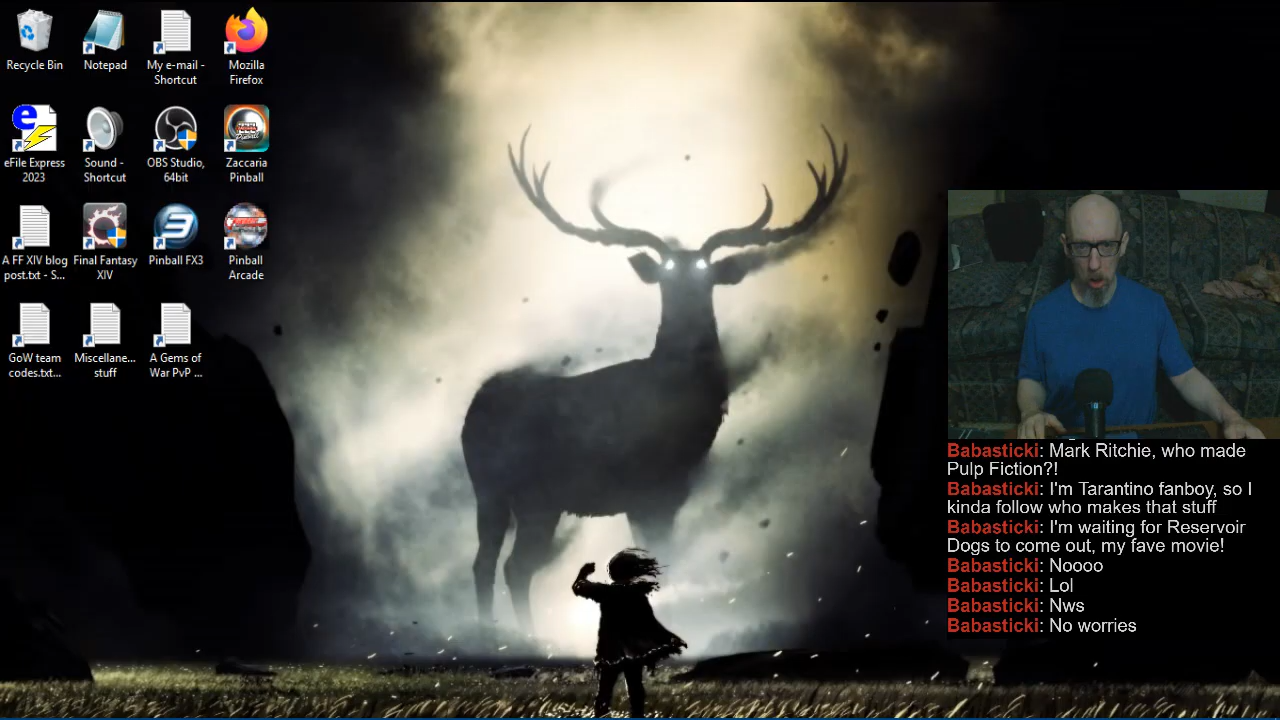 Recycle Bin
Notepad
My e-mail -
Shortcut
Mozilla
Firefox
eFile Express
2023
Sound -
Shortcut
OBS Studio,
64bit
Zaccaria
Pinball
A FF XIV blog
post.txt - S...
Final Fantasy
XIV
Pinball FX3
Pinball
Arcade
GoW team
codes.txt...
Miscellane...
stuff
A Gems of
War PvP ...
Babasticki: Mark Ritchie, who made
Pulp Fiction?!
Babasticki: I'm Tarantino fanboy, so I
kinda follow who makes that stuff
Babasticki: I'm waiting for Reservoir
Dogs to come out, my fave movie!
Babasticki: Noooo
Babasticki: Lol
Babasticki: Nws
Babasticki: No worries